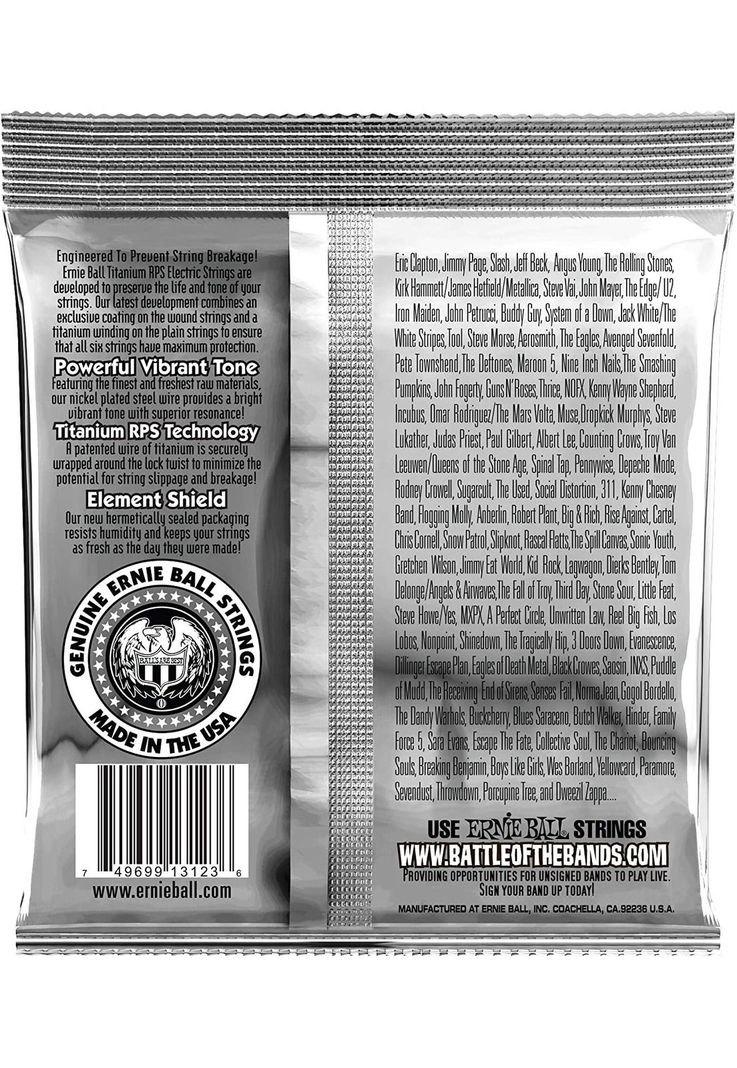 Engineered To Prevent String Breakage!
Ernie Ball Titanium RPS Electric Strings are
developed to preserve the life and tone of your
strings. Our latest development combines an
exclusive coating on the wound strings and a
titanium winding on the plain strings to ensure
that all six strings have maximum protection.
Powerful Vibrant Tone
Featuring the finest and freshest raw materials,
our nickel plated steel wire provides a bright
vibrant tone with superior resonance!
Titanium RPS Technology
A patented wire of titanium is securely
wrapped around the lock twist to minimize the
potential for string slippage and breakage!
Element Shield
Our new hermetically sealed packaging
resists humidity and keeps your strings
as fresh as the day they were made!
GENUINE ERNIE BALL STRINGS
MADE IN THE USA
7 49699 13123 6
www.ernieball.com
Eric Clapton, Jimmy Page, Slash, Jeff Beck, Angus Young, The Rolling Stones,
Kirk Hammett/James Hetfield/Metallica, Steve Vai, John Mayer, The Edge/ U2,
Iron Maiden, John Petrucci, Buddy Guy, System of a Down, Jack White/The
White Stripes, Tool, Steve Morse, Aerosmith, The Eagles, Avenged Sevenfold,
Pete Townshend, The Deftones, Maroon 5, Nine Inch Nails, The Smashing
Pumpkins, John Fogerty, Guns N' Roses, Thrice, NOFX, Kenny Wayne Shepherd,
Incubus, Omar Rodriguez/The Mars Volta, Muse, Dropkick Murphys, Steve
Lukather, Judas Priest, Paul Gilbert, Albert Lee, Counting Crows, Troy Van
Leeuwen/Queens of the Stone Age, Spinal Tap, Pennywise, Depeche Mode,
Rodney Crowell, Sugarcult, The Used, Social Distortion, 311, Kenny Chesney
Band, Flogging Molly, Anberlin, Robert Plant, Big & Rich, Rise Against, Cartel,
Chris Cornell, Snow Patrol, Slipknot, Rascal Flatts, The Spill Canvas, Sonic Youth,
Gretchen Wilson, Jimmy Eat World, Kid Rock, Lagwagon, Dierks Bentley, Tom
Delonge/Angels & Airwaves, The Fall of Troy, Third Day, Stone Sour, Little Feat,
Steve Howe/Yes, MXPX, A Perfect Circle, Unwritten Law, Reel Big Fish, Los
Lobos, Nonpoint, Shinedown, The Tragically Hip, 3 Doors Down, Evanescence,
Dillinger Escape Plan, Eagles of Death Metal, Black Crowes, Saosin, INXS, Puddle
of Mudd, The Receiving End of Sirens, Senses Fail, Norma Jean, Gogol Bordello,
The Dandy Warhols, Buckcherry, Blues Saraceno, Butch Walker, Hinder, Family
Force 5, Sara Evans, Escape The Fate, Collective Soul, The Chariot, Bouncing
Souls, Breaking Benjamin, Boys Like Girls, Wes Borland, Yellowcard, Paramore,
Sevendust, Throwdown, Porcupine Tree, and Dweezil Zappa....
USE ERNIE BALL STRINGS
WWW.BATTLEOFTHEBANDS.COM
PROVIDING OPPORTUNITIES FOR UNSIGNED BANDS TO PLAY LIVE.
SIGN YOUR BAND UP TODAY!
MANUFACTURED AT ERNIE BALL, INC. COACHELLA, CA. 92236 U.S.A.